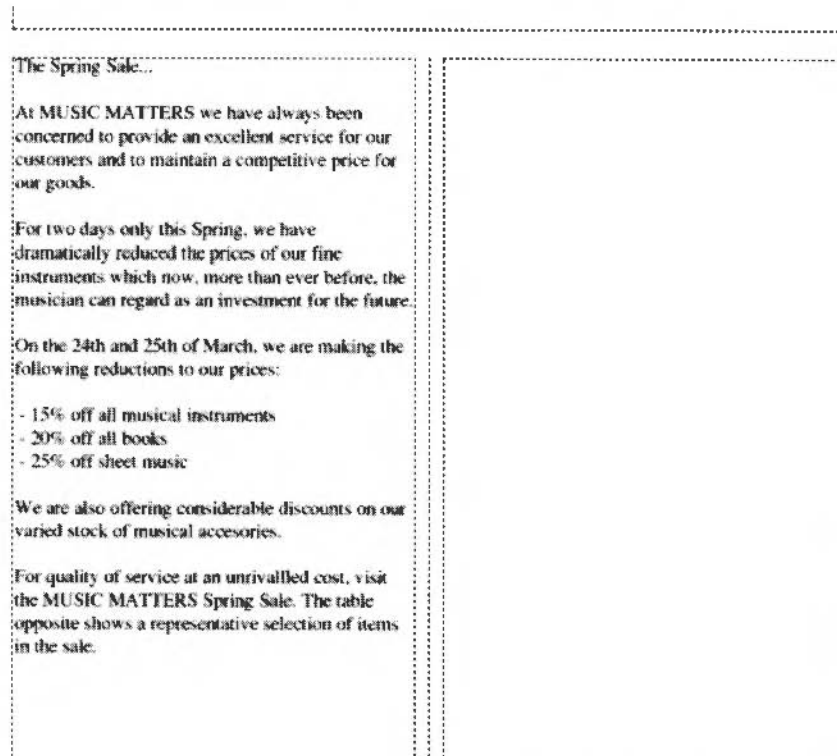 The Spring Sale...
At MUSIC MATTERS we have always been
concerned to provide an excellent service for our
customers and to maintain a competitive price for
our goods.
For two days only this Spring, we have
dramatically reduced the prices of our fine
instruments which now, more than ever before, the
musician can regard as an investment for the future.
On the 24th and 25th of March, we are making the
following reductions to our prices:
- 15% off all musical instruments
- 20% off all books
- 25% off sheet music
We are also offering considerable discounts on our
varied stock of musical accesories.
For quality of service at an unrivallled cost, visit
the MUSIC MATTERS Spring Sale. The table
opposite shows a representative selection of items
in the sale.